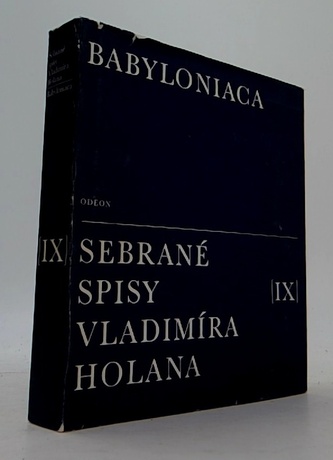 BABYLONIACA
ODEON
SEBRANÉ
SPISY |IX|
VLADIMÍRA
HOLANA
|IX|